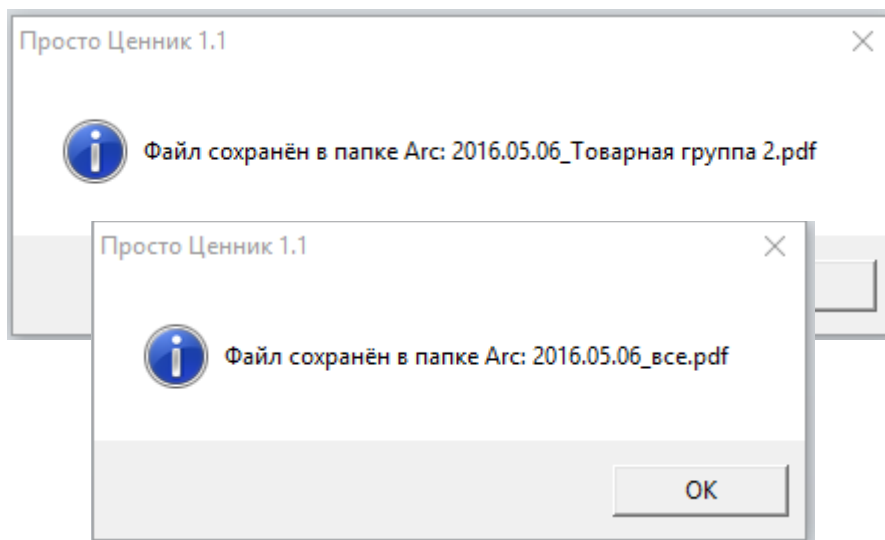 Просто Ценник 1.1
Файл сохранён в папке Arc: 2016.05.06_Товарная группа 2.pdf
Просто Ценник 1.1
Файл сохранён в папке Arc: 2016.05.06_все.pdf
OK